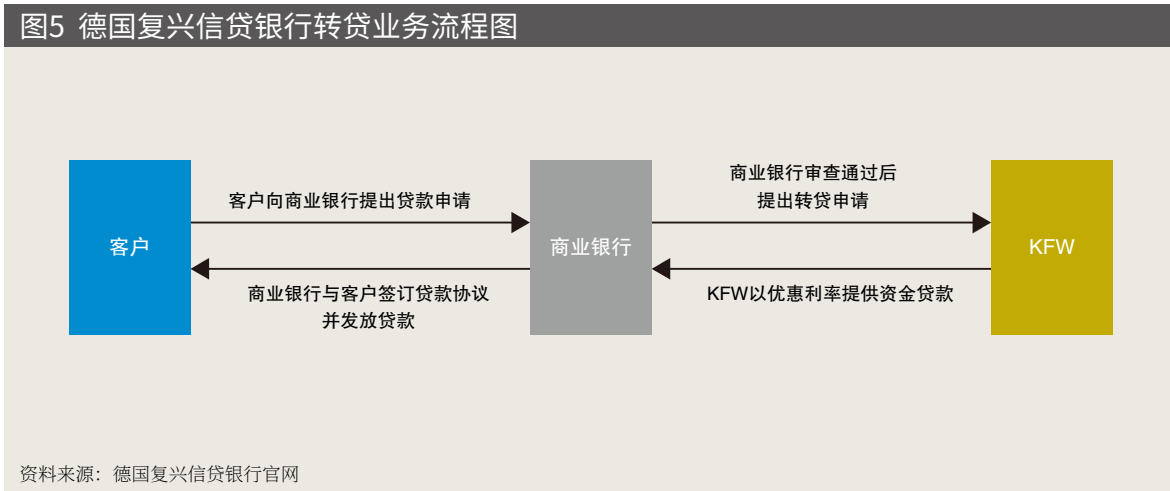 图5 德国复兴信贷银行转贷业务流程图
商业银行审查通过后
提出转贷申请
客户向商业银行提出贷款申请
客户
商业银行
KFW
商业银行与客户签订贷款协议
并发放贷款
KFW以优惠利率提供资金贷款
资料来源：德国复兴信贷银行官网